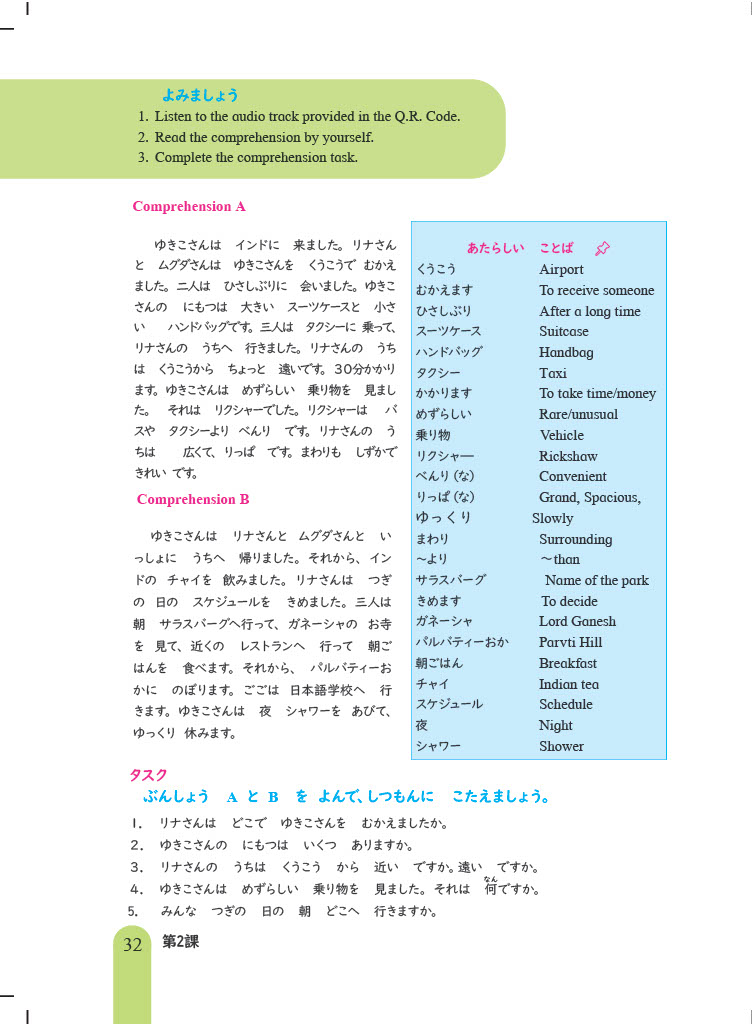 よみましょう
1. Listen to the audio track provided in the Q.R. Code.
2. Read the comprehension by yourself.
3. Complete the comprehension task.
Comprehension A
ゆきこさんは インドに 来ました。リナさん
と ムグダさんは ゆきこさんを くうこうで むかえ
ました。二人は ひさしぶりに 会いました。ゆきこ
さんの にもつは 大きい スーツケースと 小さ
い ハンドバッグです。三人は タクシーに 乗って、
リナさんの うちへ 行きました。リナさんの うち
は くうこうから ちょっと 遠いです。30分かかり
ます。ゆきこさんは めずらしい 乗り物を 見まし
た。 それは リクシャーでした。リクシャーは バ
スや タクシーより べんり です。リナさんの う
ちは 広くて、りっぱ です。まわりも しずかで
きれい です。
Comprehension B
ゆきこさんは リナさんと ムグダさんと い
っしょに うちへ 帰りました。それから、イン
ドの チャイを 飲みました。リナさんは つぎ
の 日の スケジュールを きめました。三人は
朝 サラスバーグへ行って、ガネーシャの お寺
を 見て、近くの レストランへ 行って 朝ご
はんを 食べます。それから、 パルバティーお
かに のぼります。ごごは 日本語学校へ 行
きます。ゆきこさんは 夜 シャワーを あびて、
ゆっくり 休みます。
あたらしい ことば
くうこう Airport
むかえます To receive someone
ひさしぶり After a long time
スーツケース Suitcase
ハンドバッグ Handbag
タクシー Taxi
かかります To take time/money
めずらしい Rare/unusual
乗り物 Vehicle
リクシャー Rickshaw
べんり（な） Convenient
りっぱ（な） Grand, Spacious,
ゆっくり Slowly
まわり Surrounding
～より ～than
サラスバーグ Name of the park
きめます To decide
ガネーシャ Lord Ganesh
パルバティーおか Parvti Hill
朝ごはん Breakfast
チャイ Indian tea
スケジュール Schedule
夜 Night
シャワー Shower
タスク
ぶんしょう A と B を よんで、しつもんに こたえましょう。
1. リナさんは どこで ゆきこさんを むかえましたか。
2. ゆきこさんの にもつは いくつ ありますか。
3. リナさんの うちは くうこう から 近い ですか。遠い ですか。
なん
4. ゆきこさんは めずらしい 乗り物を 見ました。それは 何ですか。
5. みんな つぎの 日の 朝 どこへ 行きますか。
32 第2課